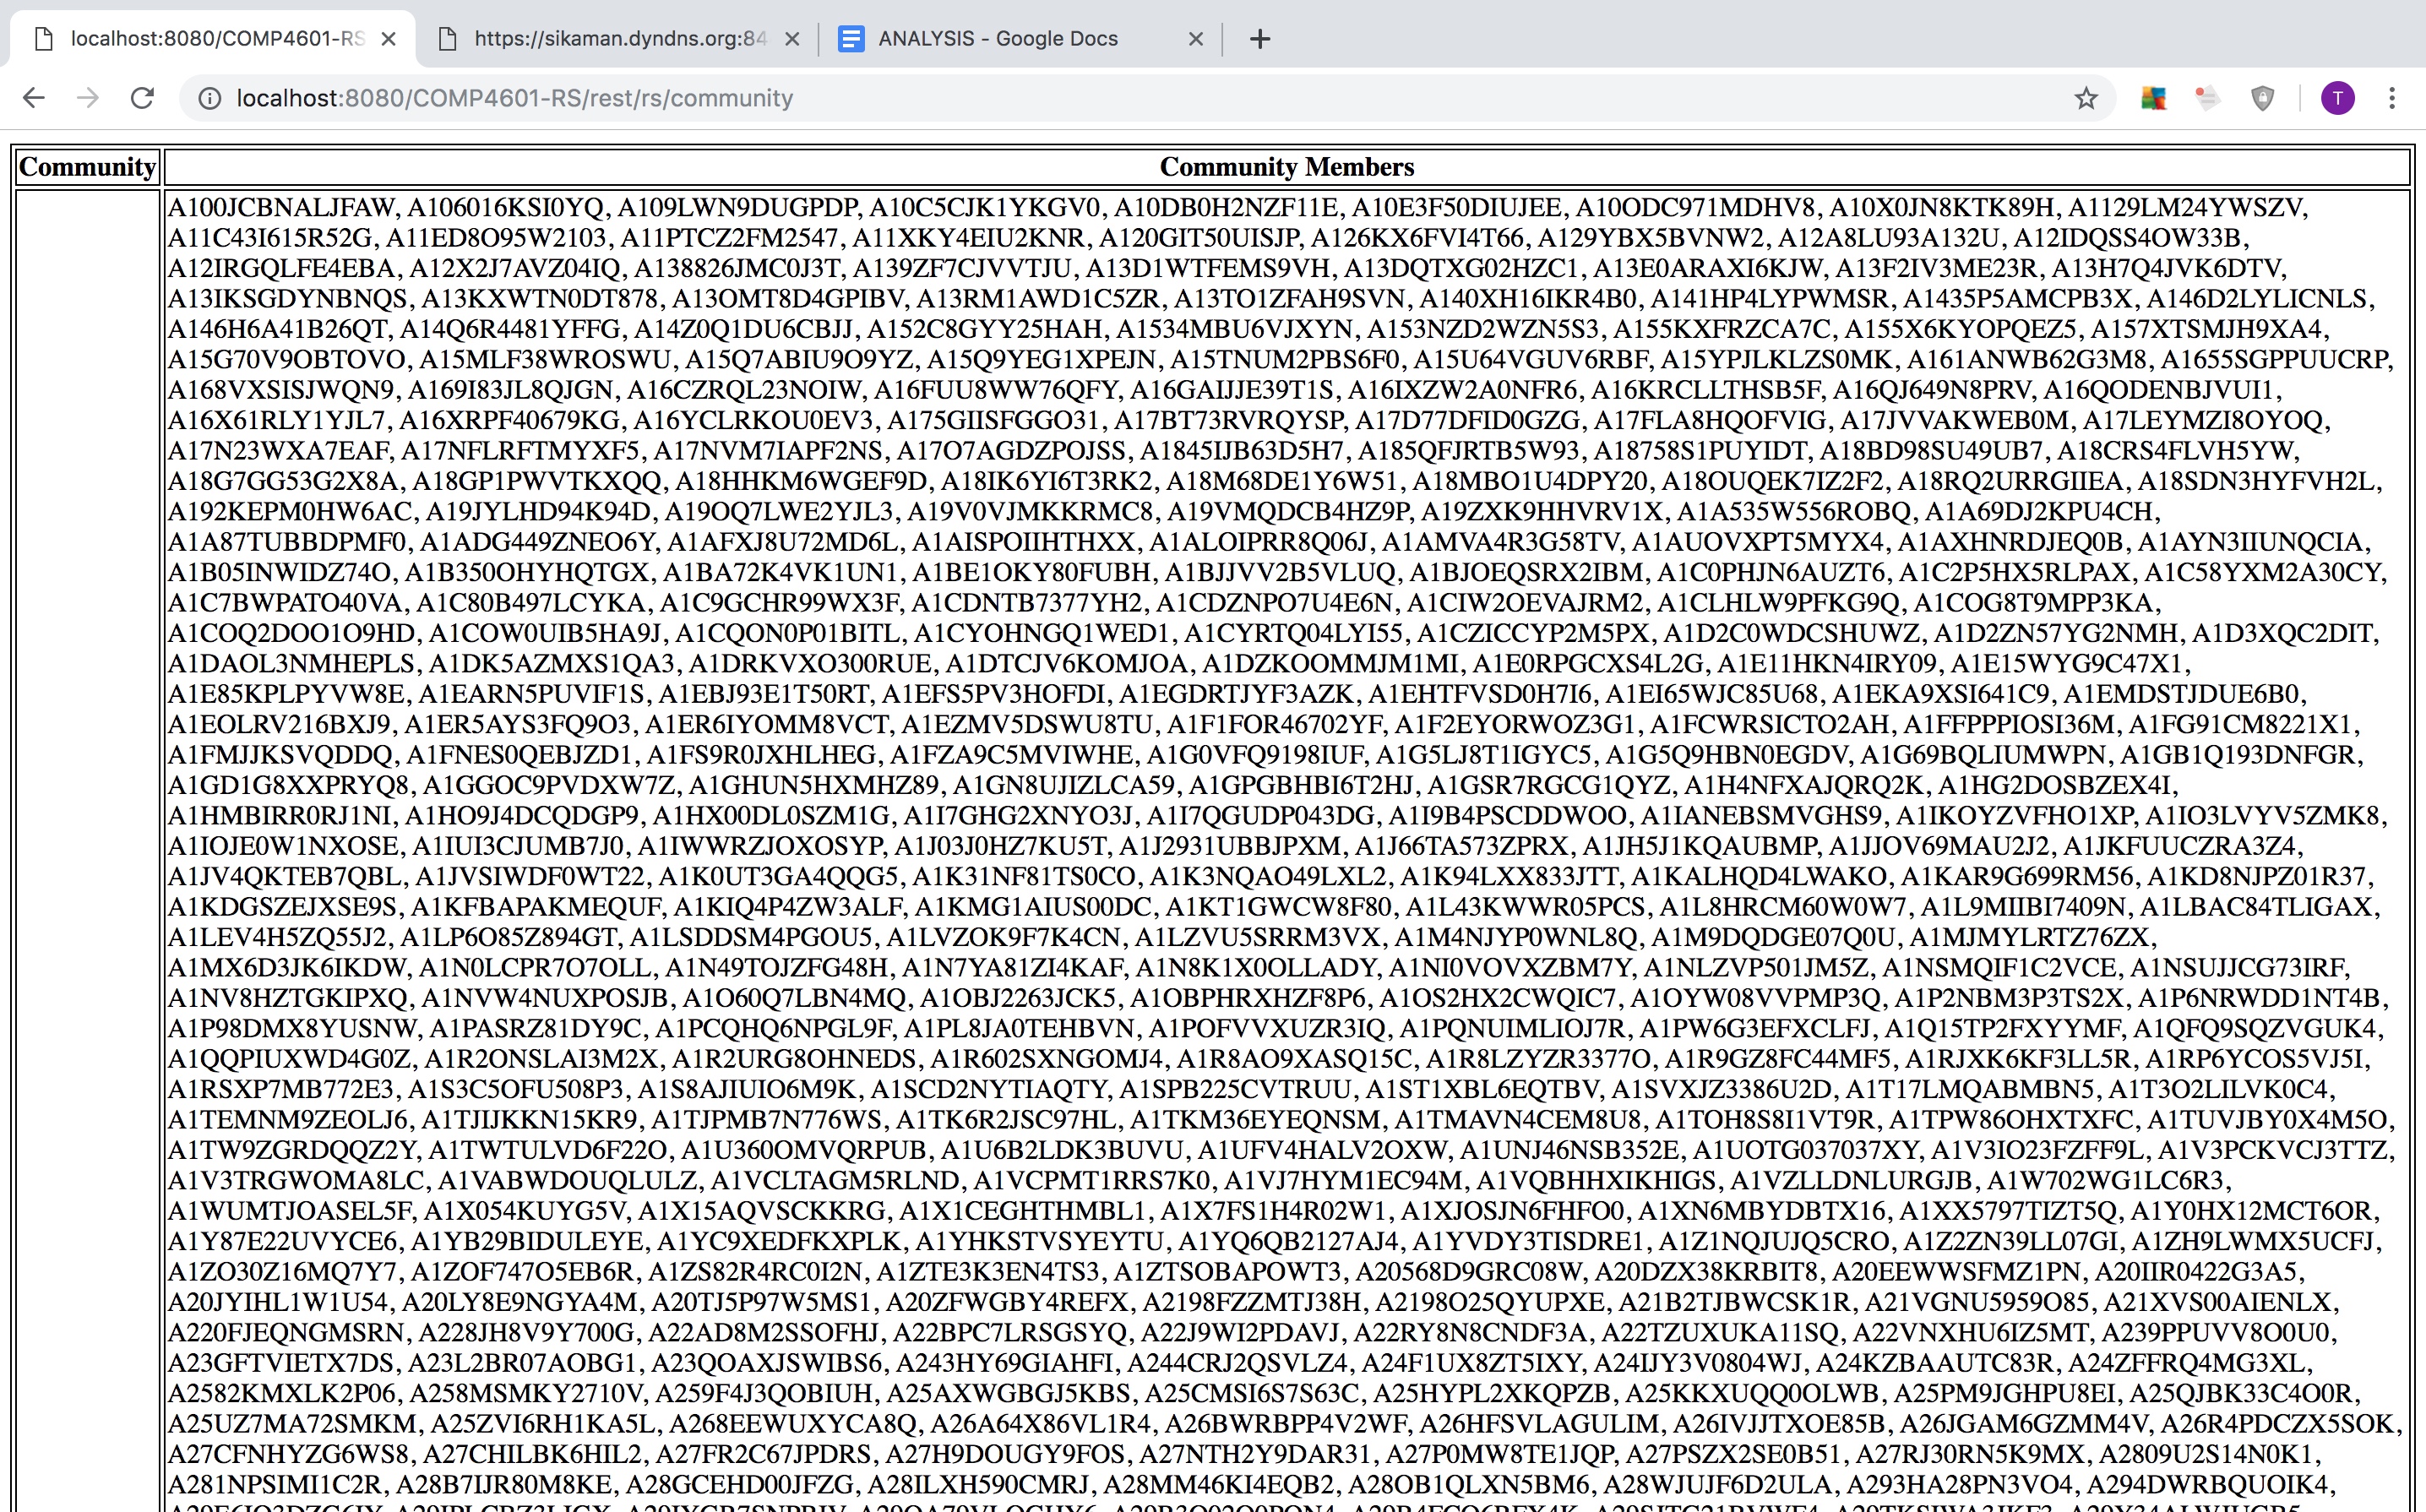 localhost:8080/COMP4601-RS
https://sikaman.dyndns.org:84
ANALYSIS - Google Docs
localhost:8080/COMP4601-RS/rest/rs/community
T
Community
Community Members
A100JCBNALJFAW, A106016KSI0YQ, A109LWN9DUGPDP, A10C5CJK1YKGV0, A10DB0H2NZF11E, A10E3F50DIUJEE, A10ODC971MDHV8, A10X0JN8KTK89H, A1129LM24YWSZV,
A11C43I615R52G, A11ED8O95W2103, A11PTCZ2FM2547, A11XKY4EIU2KNR, A120GIT50UISJP, A126KX6FVI4T66, A129YBX5BVNW2, A12A8LU93A132U, A12IDQSS4OW33B,
A12IRGQLFE4EBA, A12X2J7AVZ04IQ, A138826JMC0J3T, A139ZF7CJVVTJU, A13D1WTFEMS9VH, A13DQTXG02HZC1, A13E0ARAXI6KJW, A13F2IV3ME23R, A13H7Q4JVK6DTV,
A13IKSGDYNBNQS, A13KXWTN0DT878, A13OMT8D4GPIBV, A13RM1AWD1C5ZR, A13TO1ZFAH9SVN, A140XH16IKR4B0, A141HP4LYPWMSR, A1435P5AMCPB3X, A146D2LYLICNLS,
A146H6A41B26QT, A14Q6R4481YFFG, A14Z0Q1DU6CBJJ, A152C8GYY25HAH, A1534MBU6VJXYN, A153NZD2WZN5S3, A155KXFRZCA7C, A155X6KYOPQEZ5, A157XTSMJH9XA4,
A15G70V9OBTOVO, A15MLF38WROSWU, A15Q7ABIU9O9YZ, A15Q9YEG1XPEJN, A15TNUM2PBS6F0, A15U64VGUV6RBF, A15YPJLKLZS0MK, A161ANWB62G3M8, A1655SGPPUUCRP,
A168VXSISJWQN9, A169I83JL8QJGN, A16CZRQL23NOIW, A16FUU8WW76QFY, A16GAIJJE39T1S, A16IXZW2A0NFR6, A16KRCLLTHSB5F, A16QJ649N8PRV, A16QODENBJVUI1,
A16X61RLY1YJL7, A16XRPF40679KG, A16YCLRKOU0EV3, A175GIISFGGO31, A17BT73RVRQYSP, A17D77DFID0GZG, A17FLA8HQOFVIG, A17JVVAKWEB0M, A17LEYMZI8OYOQ,
A17N23WXA7EAF, A17NFLRFTMYXF5, A17NVM7IAPF2NS, A17O7AGDZPOJSS, A1845IJB63D5H7, A185QFJRTB5W93, A18758S1PUYIDT, A18BD98SU49UB7, A18CRS4FLVH5YW,
A18G7GG53G2X8A, A18GP1PWVTKXQQ, A18HHKM6WGEF9D, A18IK6YI6T3RK2, A18M68DE1Y6W51, A18MBO1U4DPY20, A18OUQEK7IZ2F2, A18RQ2URRGIIEA, A18SDN3HYFVH2L,
A192KEPM0HW6AC, A19JYLHD94K94D, A19OQ7LWE2YJL3, A19V0VJMKKRMC8, A19VMQDCB4HZ9P, A19ZXK9HHVRV1X, A1A535W556ROBQ, A1A69DJ2KPU4CH,
A1A87TUBBDPMF0, A1ADG449ZNEO6Y, A1AFXJ8U72MD6L, A1AISPOIIHTHXX, A1ALOIPRR8Q06J, A1AMVA4R3G58TV, A1AUOVXPT5MYX4, A1AXHNRDJEQ0B, A1AYN3IIUNQCIA,
A1B05INWIDZ74O, A1B350OHYHQTGX, A1BA72K4VK1UN1, A1BE1OKY80FUBH, A1BJJVV2B5VLUQ, A1BJOEQSRX2IBM, A1C0PHJN6AUZT6, A1C2P5HX5RLPAX, A1C58YXM2A30CY,
A1C7BWPATO40VA, A1C80B497LCYKA, A1C9GCHR99WX3F, A1CDNTB7377YH2, A1CDZNPO7U4E6N, A1CIW2OEVAJRM2, A1CLHLW9PFKG9Q, A1COG8T9MPP3KA,
A1COQ2DOO1O9HD, A1COW0UIB5HA9J, A1CQON0P01BITL, A1CYOHNGQ1WED1, A1CYRTQ04LYI55, A1CZICCYP2M5PX, A1D2C0WDCSHUWZ, A1D2ZN57YG2NMH, A1D3XQC2DIT,
A1DAOL3NMHEPLS, A1DK5AZMXS1QA3, A1DRKVXO300RUE, A1DTCJV6KOMJOA, A1DZKOOMMJM1MI, A1E0RPGCXS4L2G, A1E11HKN4IRY09, A1E15WYG9C47X1,
A1E85KPLPYVW8E, A1EARN5PUVIF1S, A1EBJ93E1T50RT, A1EFS5PV3HOFDI, A1EGDRTJYF3AZK, A1EHTFVSD0H7I6, A1EI65WJC85U68, A1EKA9XSI641C9, A1EMDSTJDUE6B0,
A1EOLRV216BXJ9, A1ER5AYS3FQ9O3, A1ER6IYOMM8VCT, A1EZMV5DSWU8TU, A1F1FOR46702YF, A1F2EYORWOZ3G1, A1FCWRSICTO2AH, A1FFPPPIOSI36M, A1FG91CM8221X1,
A1FMJJKSVQDDQ, A1FNES0QEBJZD1, A1FS9R0JXHLHEG, A1FZA9C5MVIWHE, A1G0VFQ9198IUF, A1G5LJ8T1IGYC5, A1G5Q9HBN0EGDV, A1G69BQLIUMWPN, A1GB1Q193DNFGR,
A1GD1G8XXPRYQ8, A1GGOC9PVDXW7Z, A1GHUN5HXMHZ89, A1GN8UJIZLCA59, A1GPGBHBI6T2HJ, A1GSR7RGCG1QYZ, A1H4NFXAJQRQ2K, A1HG2DOSBZEX4I,
A1HMBIRR0RJ1NI, A1HO9J4DCQDGP9, A1HX00DL0SZM1G, A1I7GHG2XNYO3J, A1I7QGUDP043DG, A1I9B4PSCDDWOO, A1IANEBSMVGHS9, A1IKOYZVFHO1XP, A1IO3LVYV5ZMK8,
A1IOJE0W1NXOSE, A1IUI3CJUMB7J0, A1IWWRZJOXOSYP, A1J03J0HZ7KU5T, A1J2931UBBJPXM, A1J66TA573ZPRX, A1JH5J1KQAUBMP, A1JJOV69MAU2J2, A1JKFUUCZRA3Z4,
A1JV4QKTEB7QBL, A1JVSIWDF0WT22, A1K0UT3GA4QQG5, A1K31NF81TS0CO, A1K3NQAO49LXL2, A1K94LXX833JTT, A1KALHQD4LWAKO, A1KAR9G699RM56, A1KD8NJPZ01R37,
A1KDGSZEJXSE9S, A1KFBAPAKMEQUF, A1KIQ4P4ZW3ALF, A1KMG1AIUS00DC, A1KT1GWCW8F80, A1L43KWWR05PCS, A1L8HRCM60W0W7, A1L9MIIBI7409N, A1LBAC84TLIGAX,
A1LEV4H5ZQ55J2, A1LP6O85Z894GT, A1LSDDSM4PGOU5, A1LVZOK9F7K4CN, A1LZVU5SRRM3VX, A1M4NJYP0WNL8Q, A1M9DQDGE07Q0U, A1MJMYLRTZ76ZX,
A1MX6D3JK6IKDW, A1N0LCPR7O7OLL, A1N49TOJZFG48H, A1N7YA81ZI4KAF, A1N8K1X0OLLADY, A1NI0VOVXZBM7Y, A1NLZVP501JM5Z, A1NSMQIF1C2VCE, A1NSUJJCG73IRF,
A1NV8HZTGKIPXQ, A1NVW4NUXPOSJB, A1O60Q7LBN4MQ, A1OBJ2263JCK5, A1OBPHRXHZF8P6, A1OS2HX2CWQIC7, A1OYW08VVPMP3Q, A1P2NBM3P3TS2X, A1P6NRWDD1NT4B,
A1P98DMX8YUSNW, A1PASRZ81DY9C, A1PCQHQ6NPGL9F, A1PL8JA0TEHBVN, A1POFVVXUZR3IQ, A1PQNUIMLIOJ7R, A1PW6G3EFXCLFJ, A1Q15TP2FXYYMF, A1QFQ9SQZVGUK4,
A1QQPIUXWD4G0Z, A1R2ONSLAI3M2X, A1R2URG8OHNEDS, A1R602SXNGOMJ4, A1R8AO9XASQ15C, A1R8LZYZR3377O, A1R9GZ8FC44MF5, A1RJXK6KF3LL5R, A1RP6YCOS5VJ5I,
A1RSXP7MB772E3, A1S3C5OFU508P3, A1S8AJIUIO6M9K, A1SCD2NYTIAQTY, A1SPB225CVTRUU, A1ST1XBL6EQTBV, A1SVXJZ3386U2D, A1T17LMQABMBN5, A1T3O2LILVK0C4,
A1TEMNM9ZEOLJ6, A1TJIJKKN15KR9, A1TJPMB7N776WS, A1TK6R2JSC97HL, A1TKM36EYEQNSM, A1TMAVN4CEM8U8, A1TOH8S8I1VT9R, A1TPW86OHXTXFC, A1TUVJBY0X4M5O,
A1TW9ZGRDQQZ2Y, A1TWTULVD6F22O, A1U360OMVQRPUB, A1U6B2LDK3BUVU, A1UFV4HALV2OXW, A1UNJ46NSB352E, A1UOTG037037XY, A1V3IO23FZFF9L, A1V3PCKVCJ3TTZ,
A1V3TRGWOMA8LC, A1VABWDOUQLULZ, A1VCLTAGM5RLND, A1VCPMT1RRS7K0, A1VJ7HYM1EC94M, A1VQBHHXIKHIGS, A1VZLLDNLURGJB, A1W702WG1LC6R3,
A1WUMTJOASEL5F, A1X054KUYG5V, A1X15AQVSCKKRG, A1X1CEGHTHMBL1, A1X7FS1H4R02W1, A1XJOSJN6FHFO0, A1XN6MBYDBTX16, A1XX5797TIZT5Q, A1Y0HX12MCT6OR,
A1Y87E22UVYCE6, A1YB29BIDULEYE, A1YC9XEDFKXPLK, A1YHKSTVSYEYTU, A1YQ6QB2127AJ4, A1YVDY3TISDRE1, A1Z1NQJUJQ5CRO, A1Z2ZN39LL07GI, A1ZH9LWMX5UCFJ,
A1ZO30Z16MQ7Y7, A1ZOF747O5EB6R, A1ZS82R4RC0I2N, A1ZTE3K3EN4TS3, A1ZTSOBAPOWT3, A20568D9GRC08W, A20DZX38KRBIT8, A20EEWWSFMZ1PN, A20IIR0422G3A5,
A20JYIHL1W1U54, A20LY8E9NGYA4M, A20TJ5P97W5MS1, A20ZFWGBY4REFX, A2198FZZMTJ38H, A2198O25QYUPXE, A21B2TJBWCSK1R, A21VGNU5959O85, A21XVS00AIENLX,
A220FJEQNGMSRN, A228JH8V9Y700G, A22AD8M2SSOFHJ, A22BPC7LRSGSYQ, A22J9WI2PDAVJ, A22RY8N8CNDF3A, A22TZUXUKA11SQ, A22VNXHU6IZ5MT, A239PPUVV8O0U0,
A23GFTVIETX7DS, A23L2BR07AOBG1, A23QOAXJSWIBS6, A243HY69GIAHFI, A244CRJ2QSVLZ4, A24F1UX8ZT5IXY, A24IJY3V0804WJ, A24KZBAAUTC83R, A24ZFFRQ4MG3XL,
A2582KMXLK2P06, A258MSMKY2710V, A259F4J3QOBIUH, A25AXWGBGJ5KBS, A25CMSI6S7S63C, A25HYPL2XKQPZB, A25KKXUQQ0OLWB, A25PM9JGHPU8EI, A25QJBK33C4O0R,
A25UZ7MA72SMKM, A25ZVI6RH1KA5L, A268EEWUXYCA8Q, A26A64X86VL1R4, A26BWRBPP4V2WF, A26HFSVLAGULIM, A26IVJJTXOE85B, A26JGAM6GZMM4V, A26R4PDCZX5SOK,
A27CFNHYZG6WS8, A27CHILBK6HIL2, A27FR2C67JPDRS, A27H9DOUGY9FOS, A27NTH2Y9DAR31, A27P0MW8TE1JQP, A27PSZX2SE0B51, A27RJ30RN5K9MX, A2809U2S14N0K1,
A281NPSIMI1C2R, A28B7IJR80M8KE, A28GCEHD00JFZG, A28ILXH590CMRJ, A28MM46KI4EQB2, A28OB1QLXN5BM6, A28WJUJF6D2ULA, A293HA28PN3VO4, A294DWRBQUOIK4,